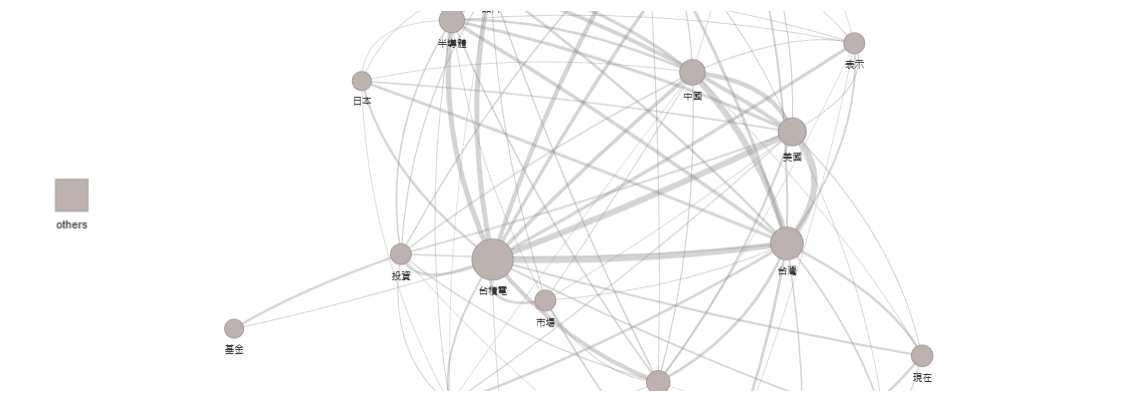 半導體
表示
中國
日本
美國
others
台灣
投資
台積電
市場
基金
現在